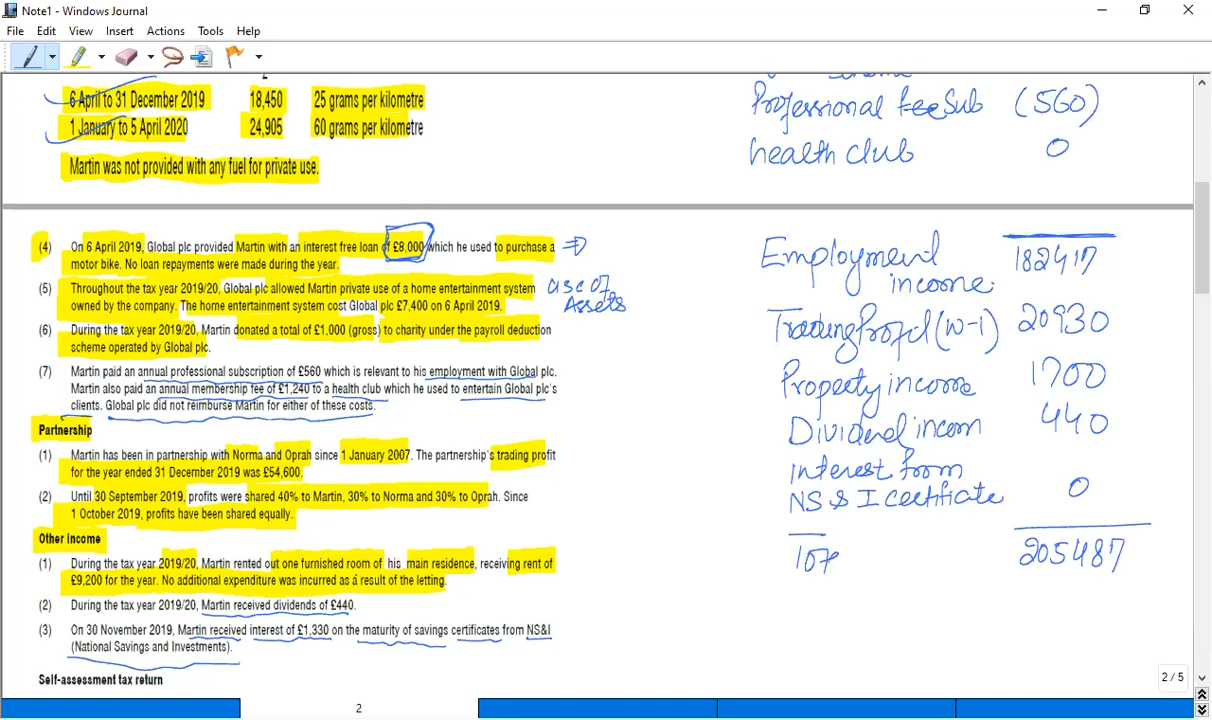 Note1 - Windows Journal
File Edit View Insert Actions Tools Help
6 April to 31 December 2019 18,450 25 grams per kilometre
1 January to 5 April 2020 24,905 60 grams per kilometre
Martin was not provided with any fuel for private use.
Professional fee Sub (560)
health club 0
(4) On 6 April 2019, Global plc provided Martin with an interest free loan of £8,000 which he used to purchase a
motor bike. No loan repayments were made during the year.
(5) Throughout the tax year 2019/20, Global plc allowed Martin private use of a home entertainment system
owned by the company. The home entertainment system cost Global plc £7,400 on 6 April 2019.
use of
Assets
(6) During the tax year 2019/20, Martin donated a total of £1,000 (gross) to charity under the payroll deduction
scheme operated by Global plc.
(7) Martin paid an annual professional subscription of £560 which is relevant to his employment with Global plc.
Martin also paid an annual membership fee of £1,240 to a health club which he used to entertain Global plc's
clients. Global plc did not reimburse Martin for either of these costs.
Partnership
(1) Martin has been in partnership with Norma and Oprah since 1 January 2007. The partnership's trading profit
for the year ended 31 December 2019 was £54,600.
(2) Until 30 September 2019, profits were shared 40% to Martin, 30% to Norma and 30% to Oprah. Since
1 October 2019, profits have been shared equally.
Other income
(1) During the tax year 2019/20, Martin rented out one furnished room of his main residence, receiving rent of
£9,200 for the year. No additional expenditure was incurred as a result of the letting.
(2) During the tax year 2019/20, Martin received dividends of £440.
(3) On 30 November 2019, Martin received interest of £1,330 on the maturity of savings certificates from NS&I
(National Savings and Investments).
Self-assessment tax return
Employment 182417
income.
Trading (W-1) 20930
Property income 1700
Dividend incom 440
interest from
NS & I certificate 0
205487
2 / 5
2